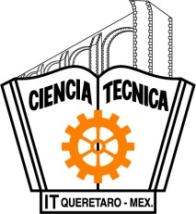 CIENCIA TECNICA
IT QUERETARO - MEX.